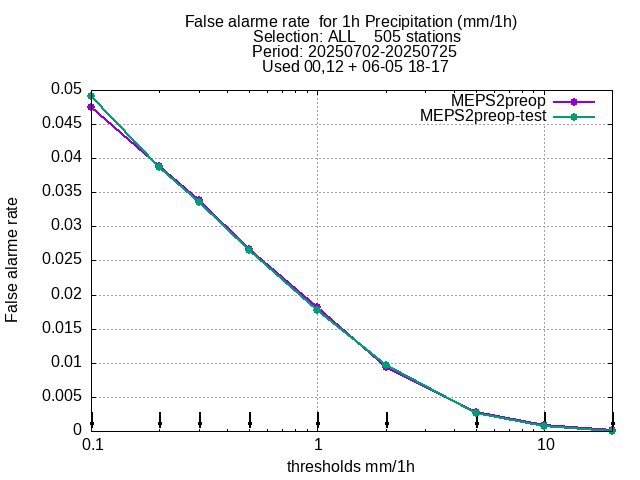 False alarme rate  for 1h Precipitation (mm/1h)
Selection: ALL    505 stations
Period: 20250702-20250725
Used 00,12 + 06-05 18-17
MEPS2preop
MEPS2preop-test
0.05
0.045
0.04
0.035
0.03
0.025
0.02
0.015
0.01
0.005
0
False alarme rate
0.1 1 10
thresholds mm/1h